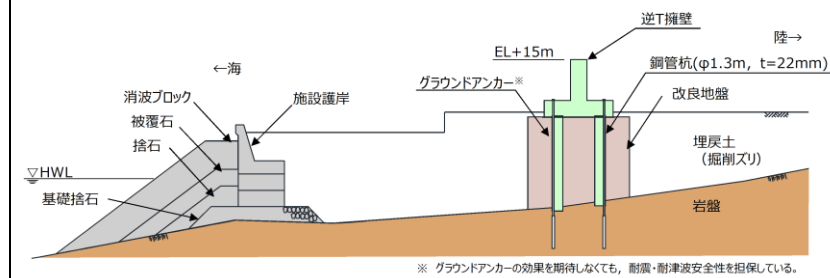 逆T擁壁
陸→
EL+15m
←海
鋼管杭(φ1.3m, t=22mm)
グラウンドアンカー※
消波ブロック
施設護岸
改良地盤
被覆石
捨石
埋戻土
(掘削ズリ)
▽HWL
基礎捨石
岩盤
※ グラウンドアンカーの効果を期待しなくても，耐震・耐津波安全性を担保している。